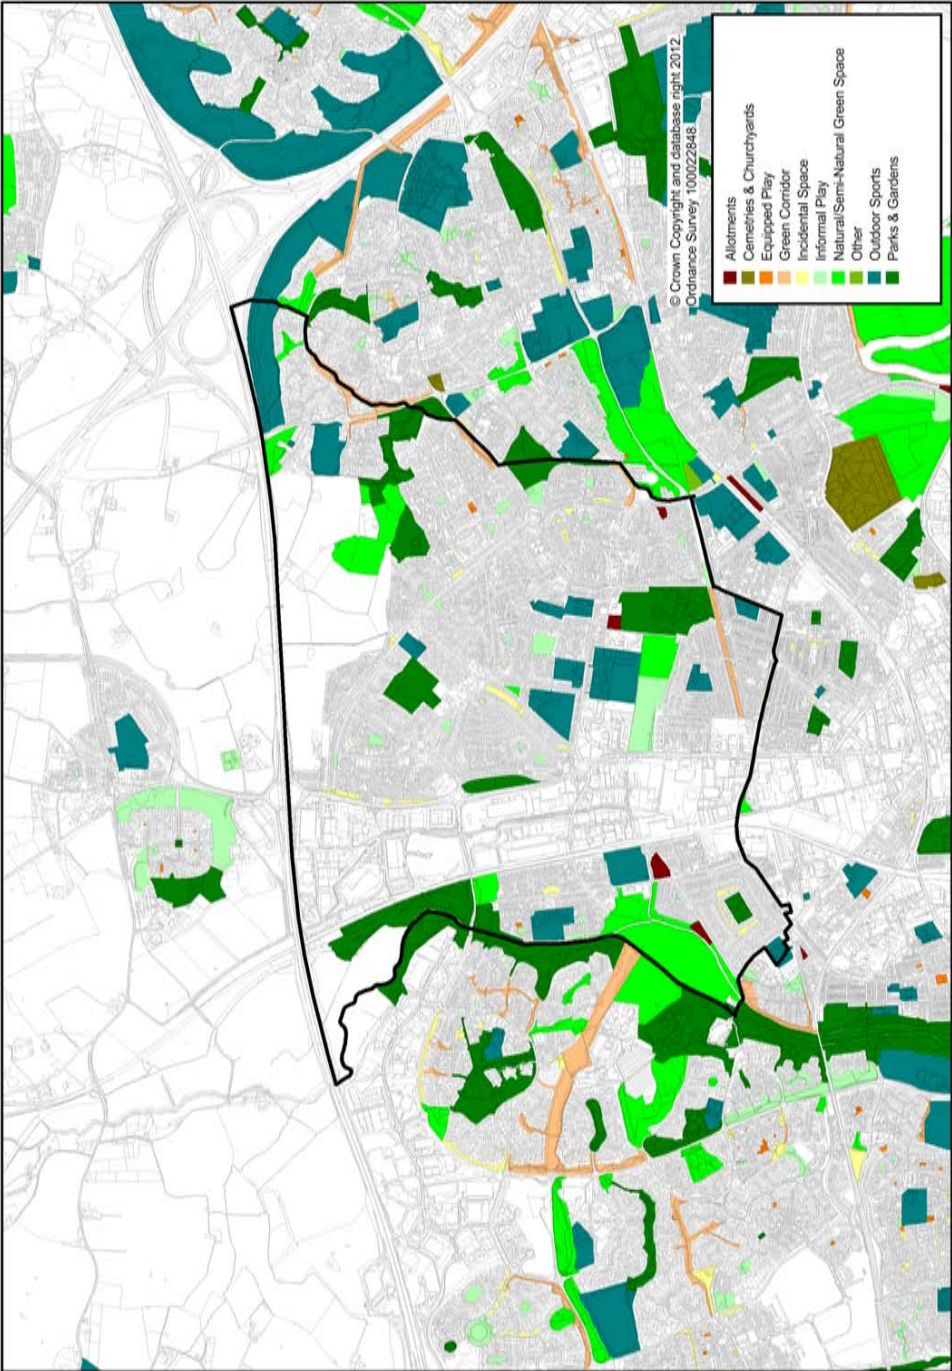 © Crown Copyright and database right 2012.
Ordnance Survey 100022848.
Allotments
Cemetries & Churchyards
Equipped Play
Green Corridor
Incidental Space
Informal Play
Natural/Semi-Natural Green Space
Other
Outdoor Sports
Parks & Gardens